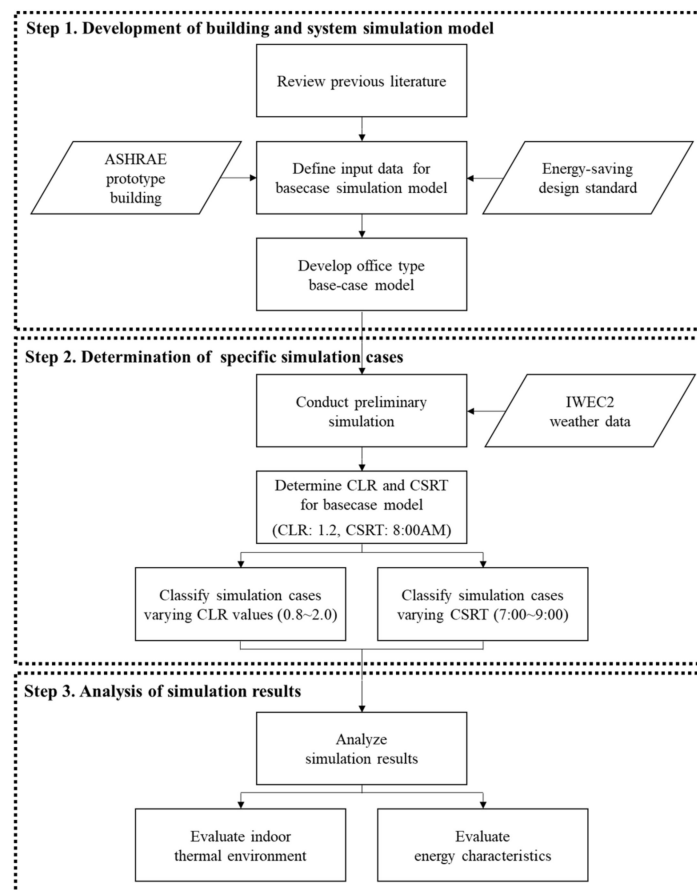 Step 1. Development of building and system simulation model
Review previous literature
ASHRAE
prototype
building
Define input data for
basecase simulation model
Energy-saving
design standard
Develop office type
base-case model
Step 2. Determination of specific simulation cases
Conduct preliminary
simulation
IWEC2
weather data
Determine CLR and CSRT
for basecase model
(CLR: 1.2, CSRT: 8:00AM)
Classify simulation cases
varying CLR values (0.8~2.0)
Classify simulation cases
varying CSRT (7:00~9:00)
Step 3. Analysis of simulation results
Analyze
simulation results
Evaluate indoor
thermal environment
Evaluate
energy characteristics